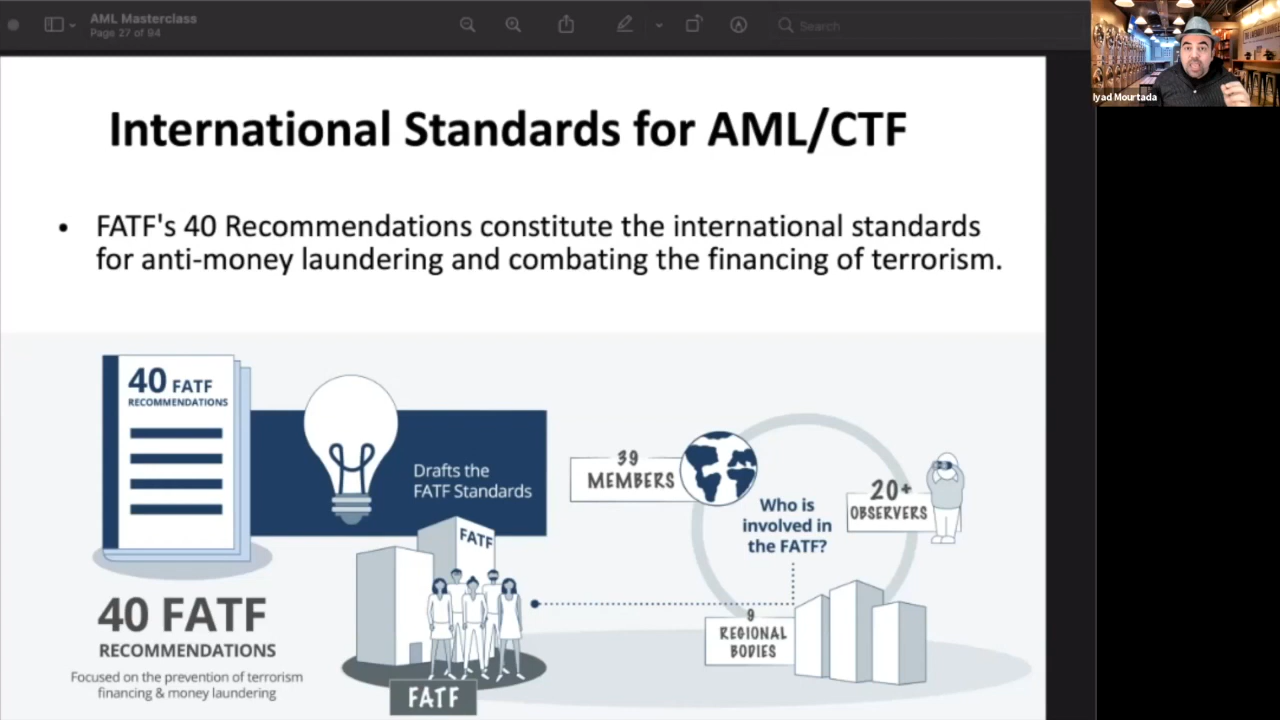 AML Masterclass
Page 27 of 94
Search
Iyad Mourtada
International Standards for AML/CTF
• FATF's 40 Recommendations constitute the international standards
for anti-money laundering and combating the financing of terrorism.
40 FATF
RECOMMENDATIONS
Drafts the
FATF Standards
FATF
39
MEMBERS
Who is
involved in
the FATF?
20+
OBSERVERS
9
REGIONAL
BODIES
40 FATF
RECOMMENDATIONS
Focused on the prevention of terrorism
financing & money laundering
FATF